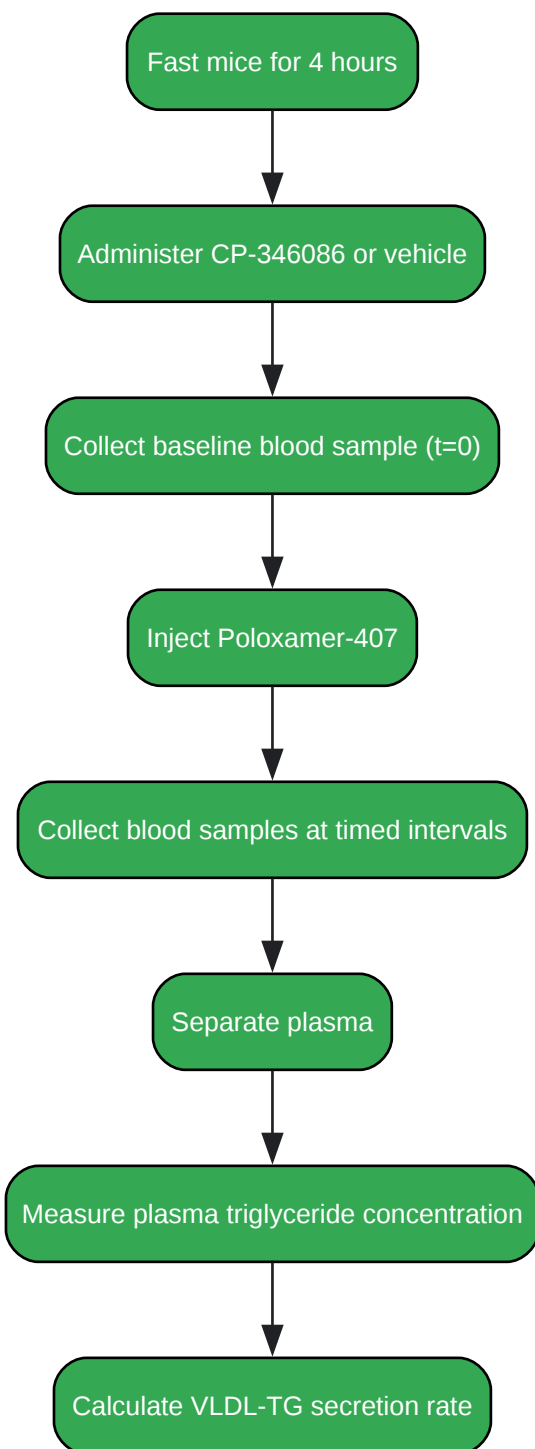 Fast mice for 4 hours
Administer CP-346086 or vehicle
Collect baseline blood sample (t=0)
Inject Poloxamer-407
Collect blood samples at timed intervals
Separate plasma
Measure plasma triglyceride concentration
Calculate VLDL-TG secretion rate